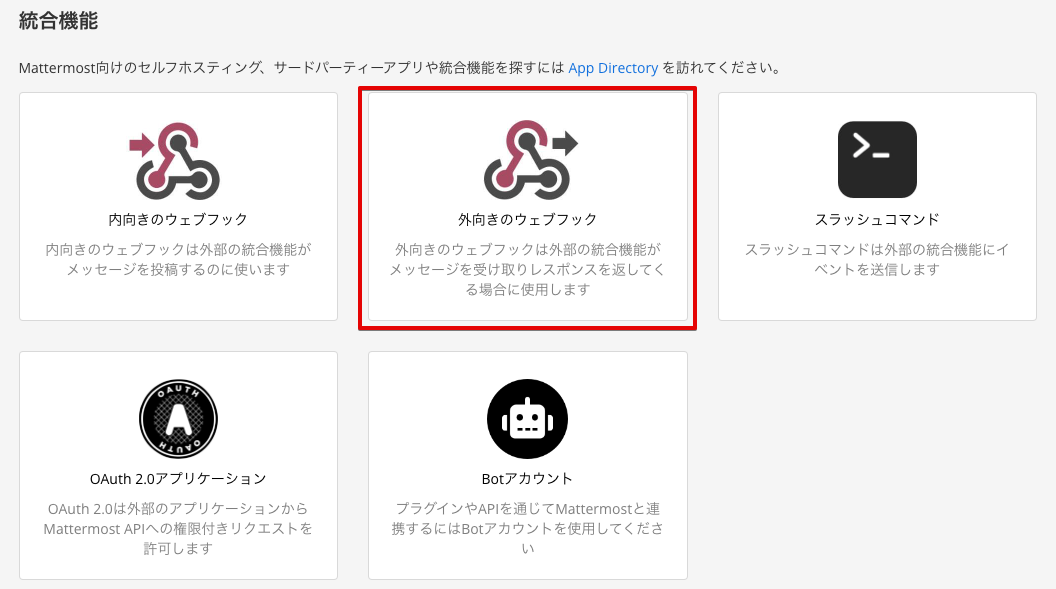 統合機能
Mattermost向けのセルフホスティング、サードパーティーアプリや統合機能を探すには App Directory を訪れてください。
内向きのウェブフック
内向きのウェブフックは外部の統合機能が
メッセージを投稿するのに使います
外向きのウェブフック
外向きのウェブフックは外部の統合機能が
メッセージを受け取りレスポンスを返してく
る場合に使用します
スラッシュコマンド
スラッシュコマンドは外部の統合機能にイ
ベントを送信します
OAUTH
A
OAUTH
OAuth 2.0アプリケーション
OAuth 2.0は外部のアプリケーションから
Mattermost APIへの権限付きリクエストを
許可します
Botアカウント
プラグインやAPIを通じてMattermostと連
携するにはBotアカウントを使用してくださ
い